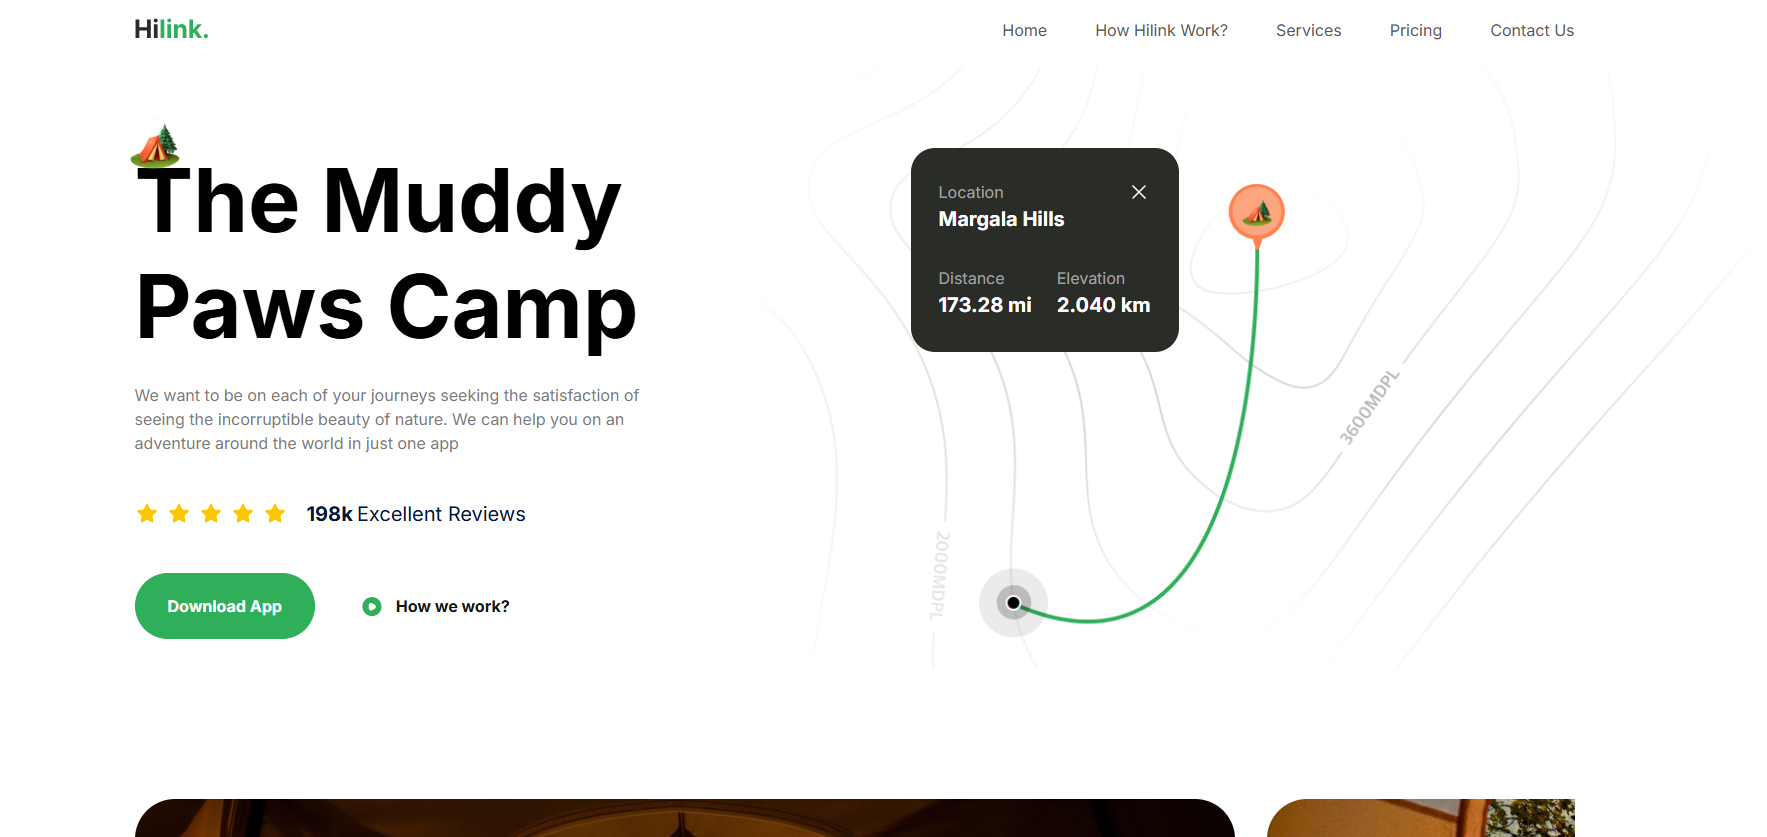 Hilink.
Home
How Hilink Work?
Services
Pricing
Contact Us
The Muddy
Paws Camp
We want to be on each of your journeys seeking the satisfaction of
seeing the incorruptible beauty of nature. We can help you on an
adventure around the world in just one app
198k Excellent Reviews
Download App
How we work?
Location
Margala Hills
Distance
Elevation
173.28 mi
2.040 km
3600MDPL
2000MDPL